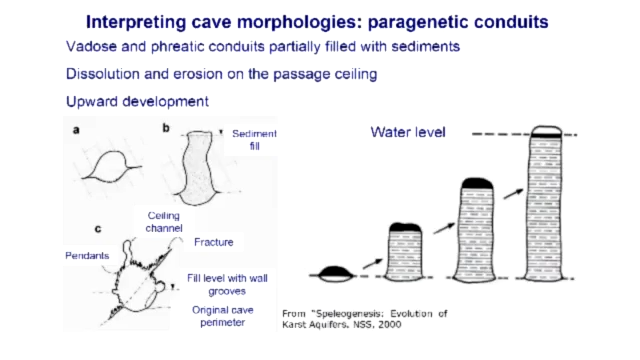 Interpreting cave morphologies: paragenetic conduits
Vadose and phreatic conduits partially filled with sediments
Dissolution and erosion on the passage ceiling
Upward development
a
b
Sediment
fill
Water level
c
Ceiling
channel
Fracture
Pendants
Fill level with wall
grooves
Original cave
perimeter
From "Speleogenesis: Evolution of
Karst Aquifers. NSS, 2000